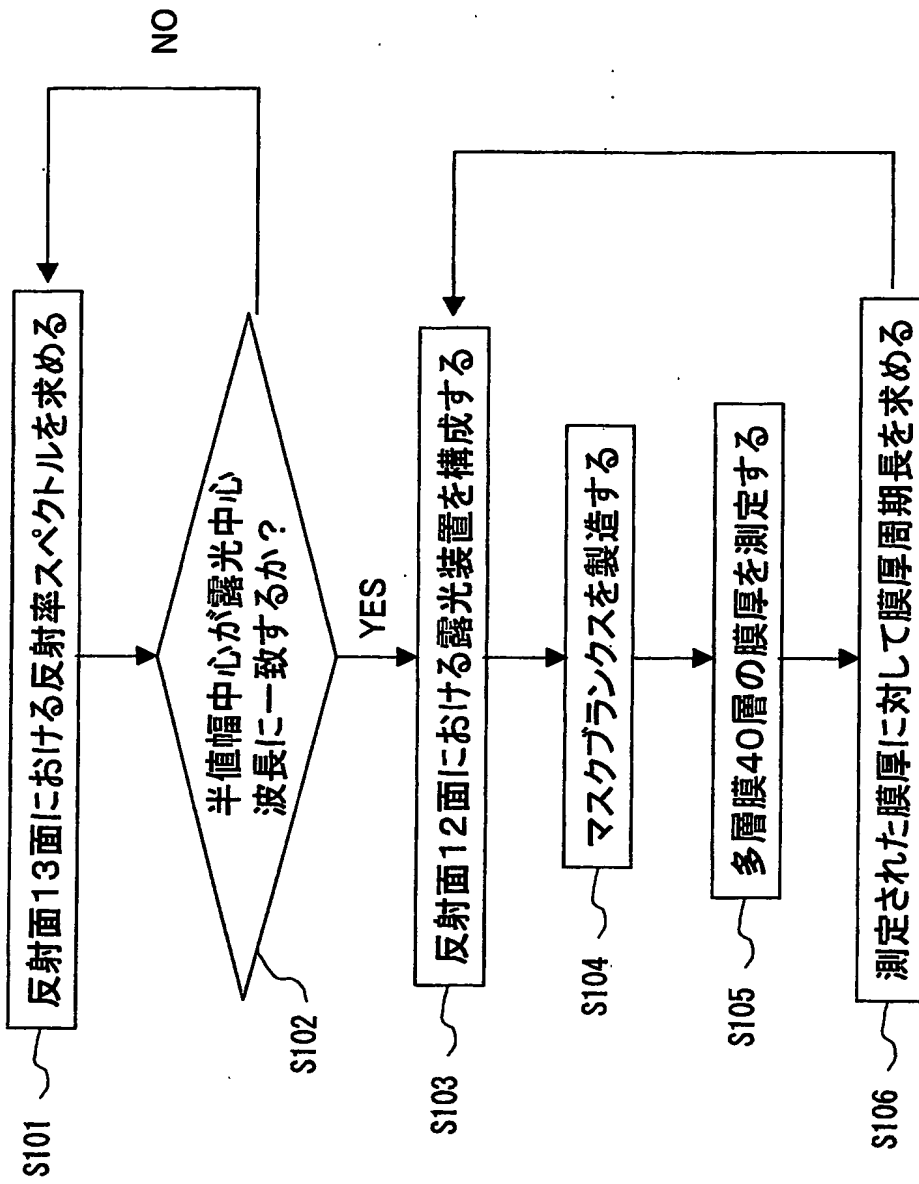 S101
反射面13面における反射率スペクトルを求める
NO
S102
半値幅中心が露光中心
波長に一致するか？
YES
S103
反射面12面における露光装置を構成する
S104
マスクブランクスを製造する
S105
多層膜40層の膜厚を測定する
S106
測定された膜厚に対して膜厚周期長を求める